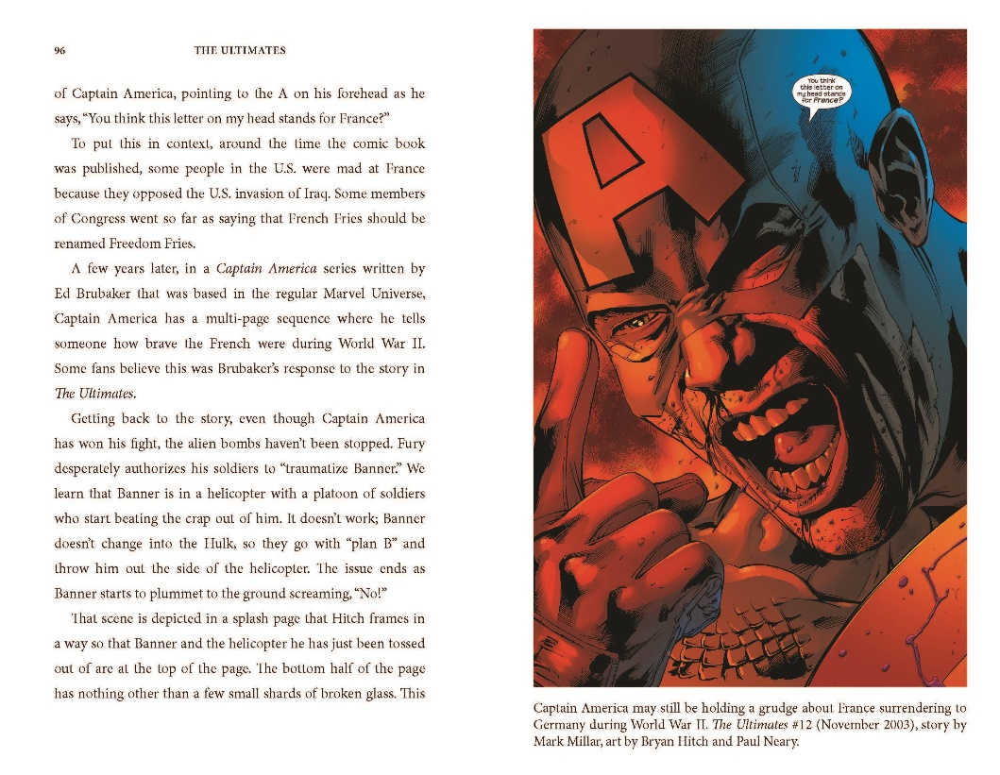 96 THE ULTIMATES
of Captain America, pointing to the A on his forehead as he
says, “You think this letter on my head stands for France?”
To put this in context, around the time the comic book
was published, some people in the U.S. were mad at France
because they opposed the U.S. invasion of Iraq. Some members
of Congress went so far as saying that French Fries should be
renamed Freedom Fries.
A few years later, in a Captain America series written by
Ed Brubaker that was based in the regular Marvel Universe,
Captain America has a multi-page sequence where he tells
someone how brave the French were during World War II.
Some fans believe this was Brubaker’s response to the story in
The Ultimates.
Getting back to the story, even though Captain America
has won his fight, the alien bombs haven’t been stopped. Fury
desperately authorizes his soldiers to “traumatize Banner.” We
learn that Banner is in a helicopter with a platoon of soldiers
who start beating the crap out of him. It doesn’t work; Banner
doesn’t change into the Hulk, so they go with “plan B” and
throw him out the side of the helicopter. The issue ends as
Banner starts to plummet to the ground screaming, “No!”
That scene is depicted in a splash page that Hitch frames in
a way so that Banner and the helicopter he has just been tossed
out of are at the top of the page. The bottom half of the page
has nothing other than a few small shards of broken glass. This
A
You think
this letter on
my head stands
for France?
Captain America may still be holding a grudge about France surrendering to
Germany during World War II. The Ultimates #12 (November 2003), story by
Mark Millar, art by Bryan Hitch and Paul Neary.